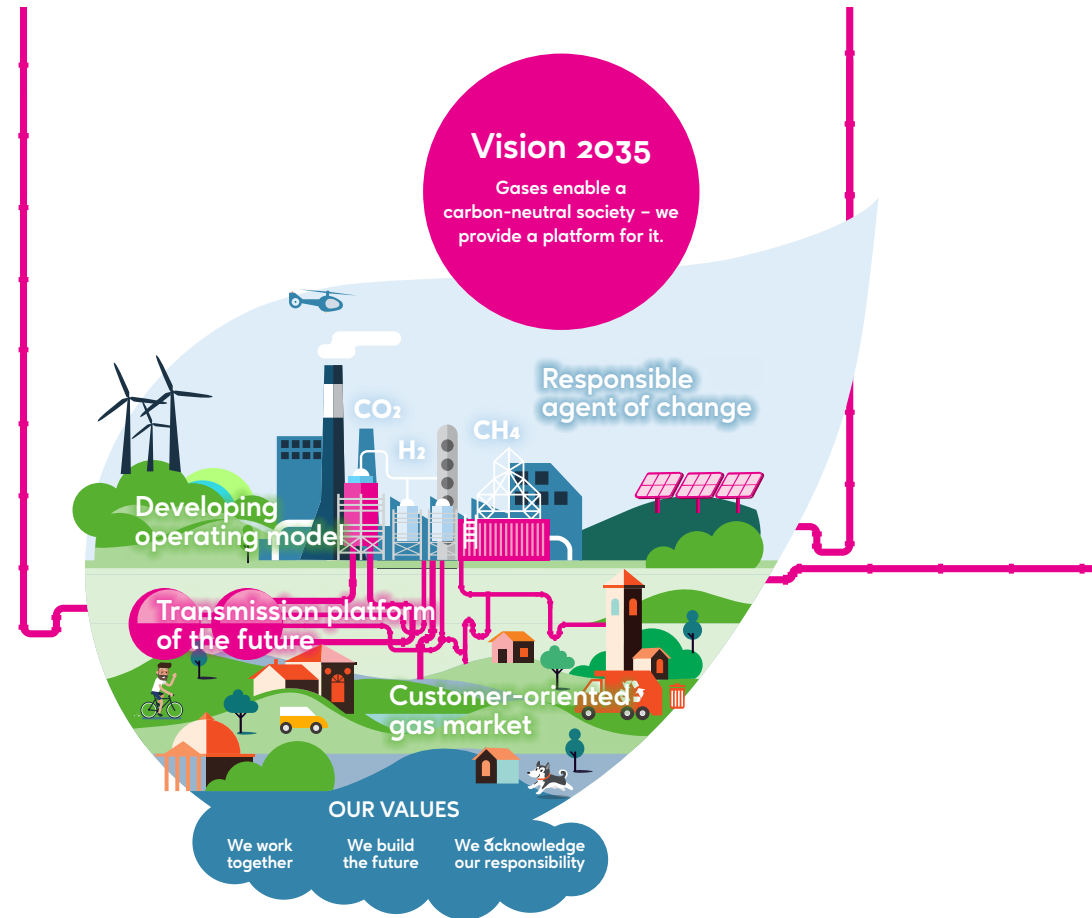 Vision 2035
Gases enable a
carbon-neutral society – we
provide a platform for it.
Responsible
agent of change
CO₂
H₂
CH₄
Developing
operating model
Transmission platform
of the future
Customer-oriented
gas market
OUR VALUES
We work
together
We build
the future
We acknowledge
our responsibility